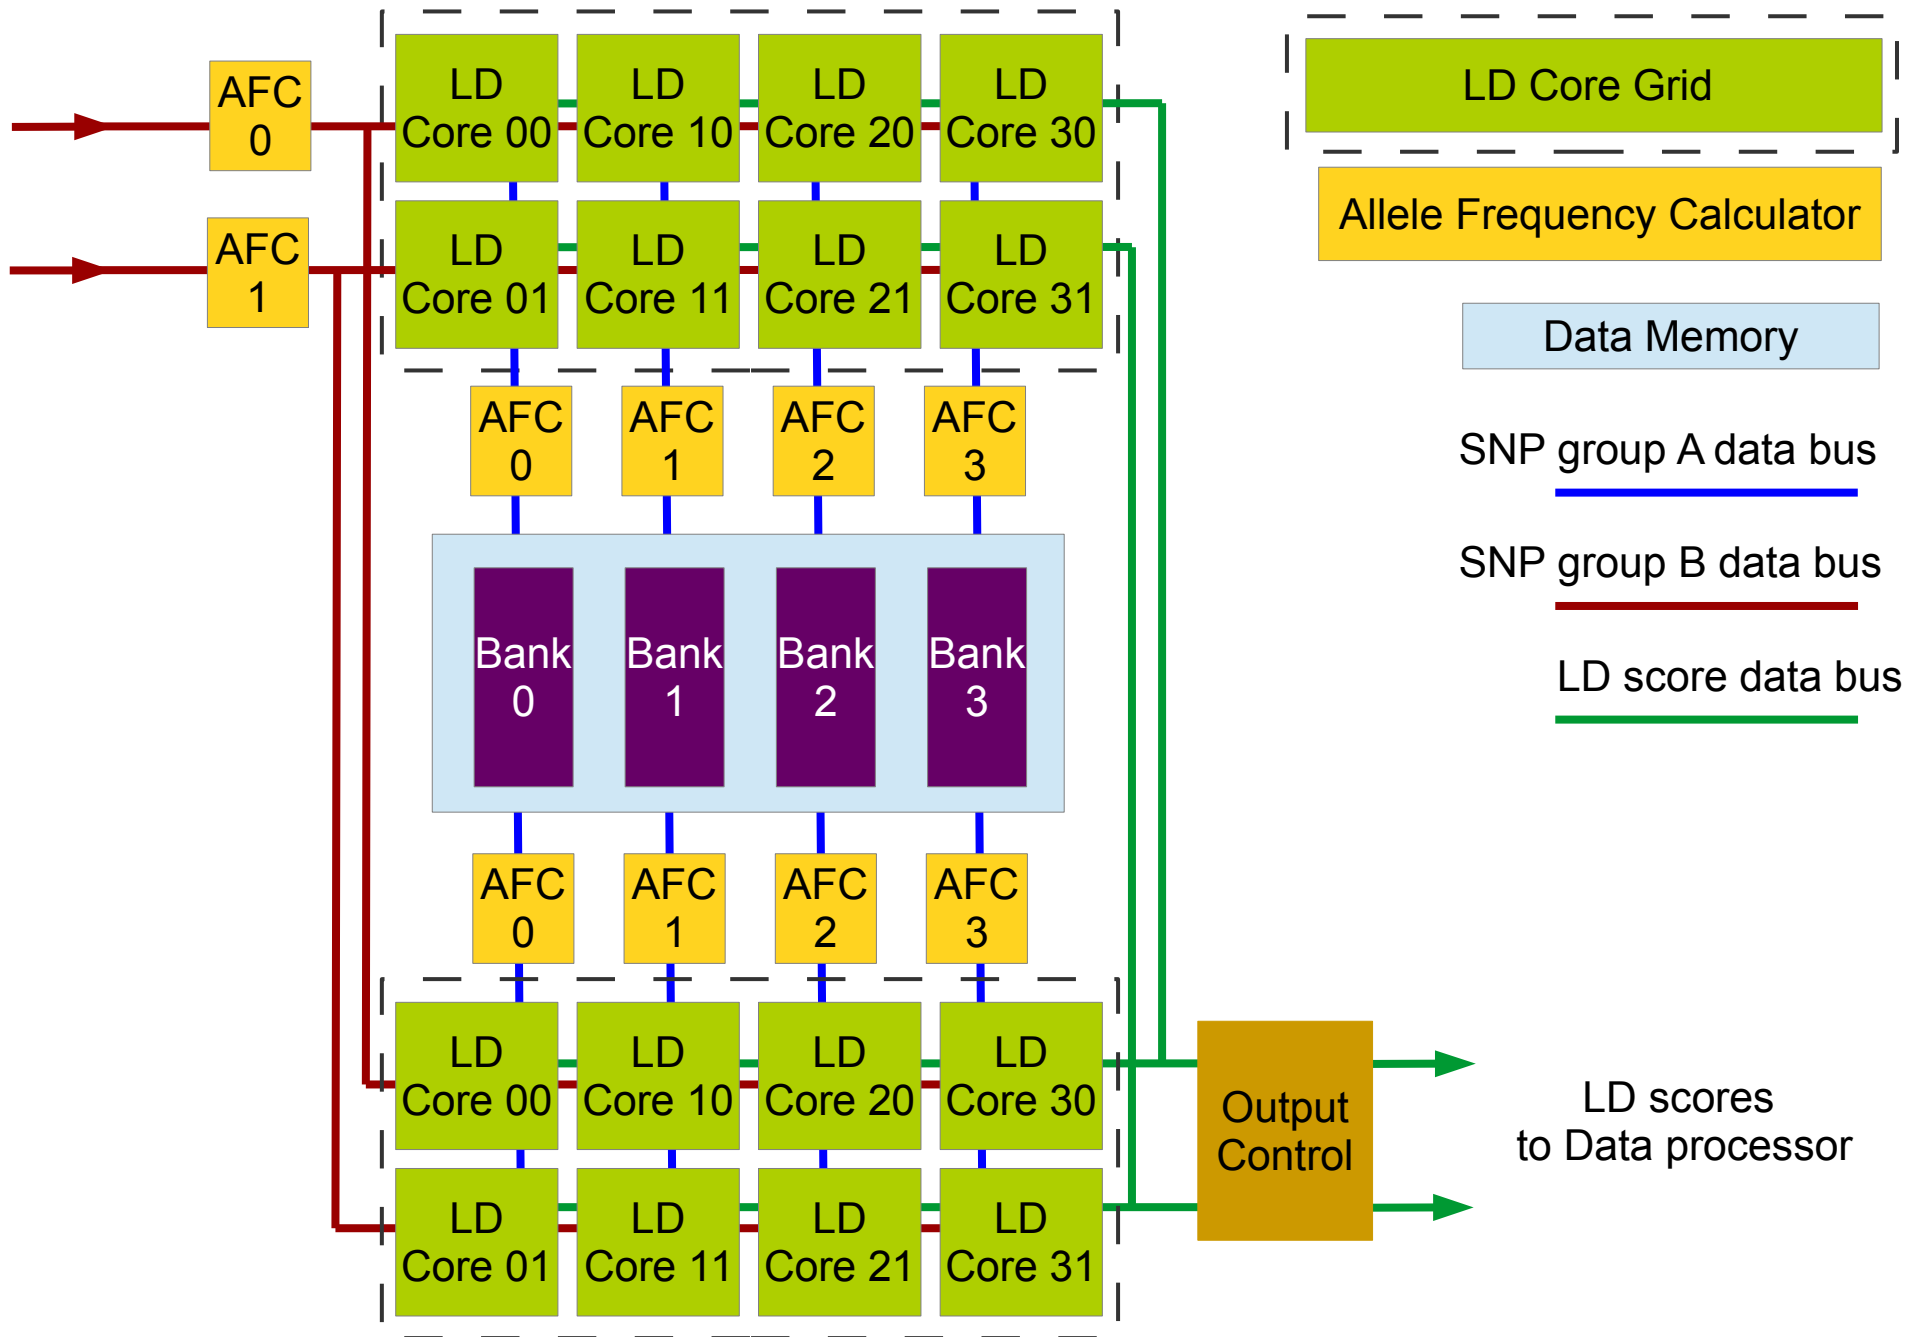 AFC
0
AFC
1
LD
Core 00
LD
Core 10
LD
Core 20
LD
Core 30
LD
Core 01
LD
Core 11
LD
Core 21
LD
Core 31
AFC
0
AFC
1
AFC
2
AFC
3
Bank
0
Bank
1
Bank
2
Bank
3
AFC
0
AFC
1
AFC
2
AFC
3
LD
Core 00
LD
Core 10
LD
Core 20
LD
Core 30
LD
Core 01
LD
Core 11
LD
Core 21
LD
Core 31
Output
Control
LD scores
to Data processor
LD Core Grid
Allele Frequency Calculator
Data Memory
SNP group A data bus
SNP group B data bus
LD score data bus